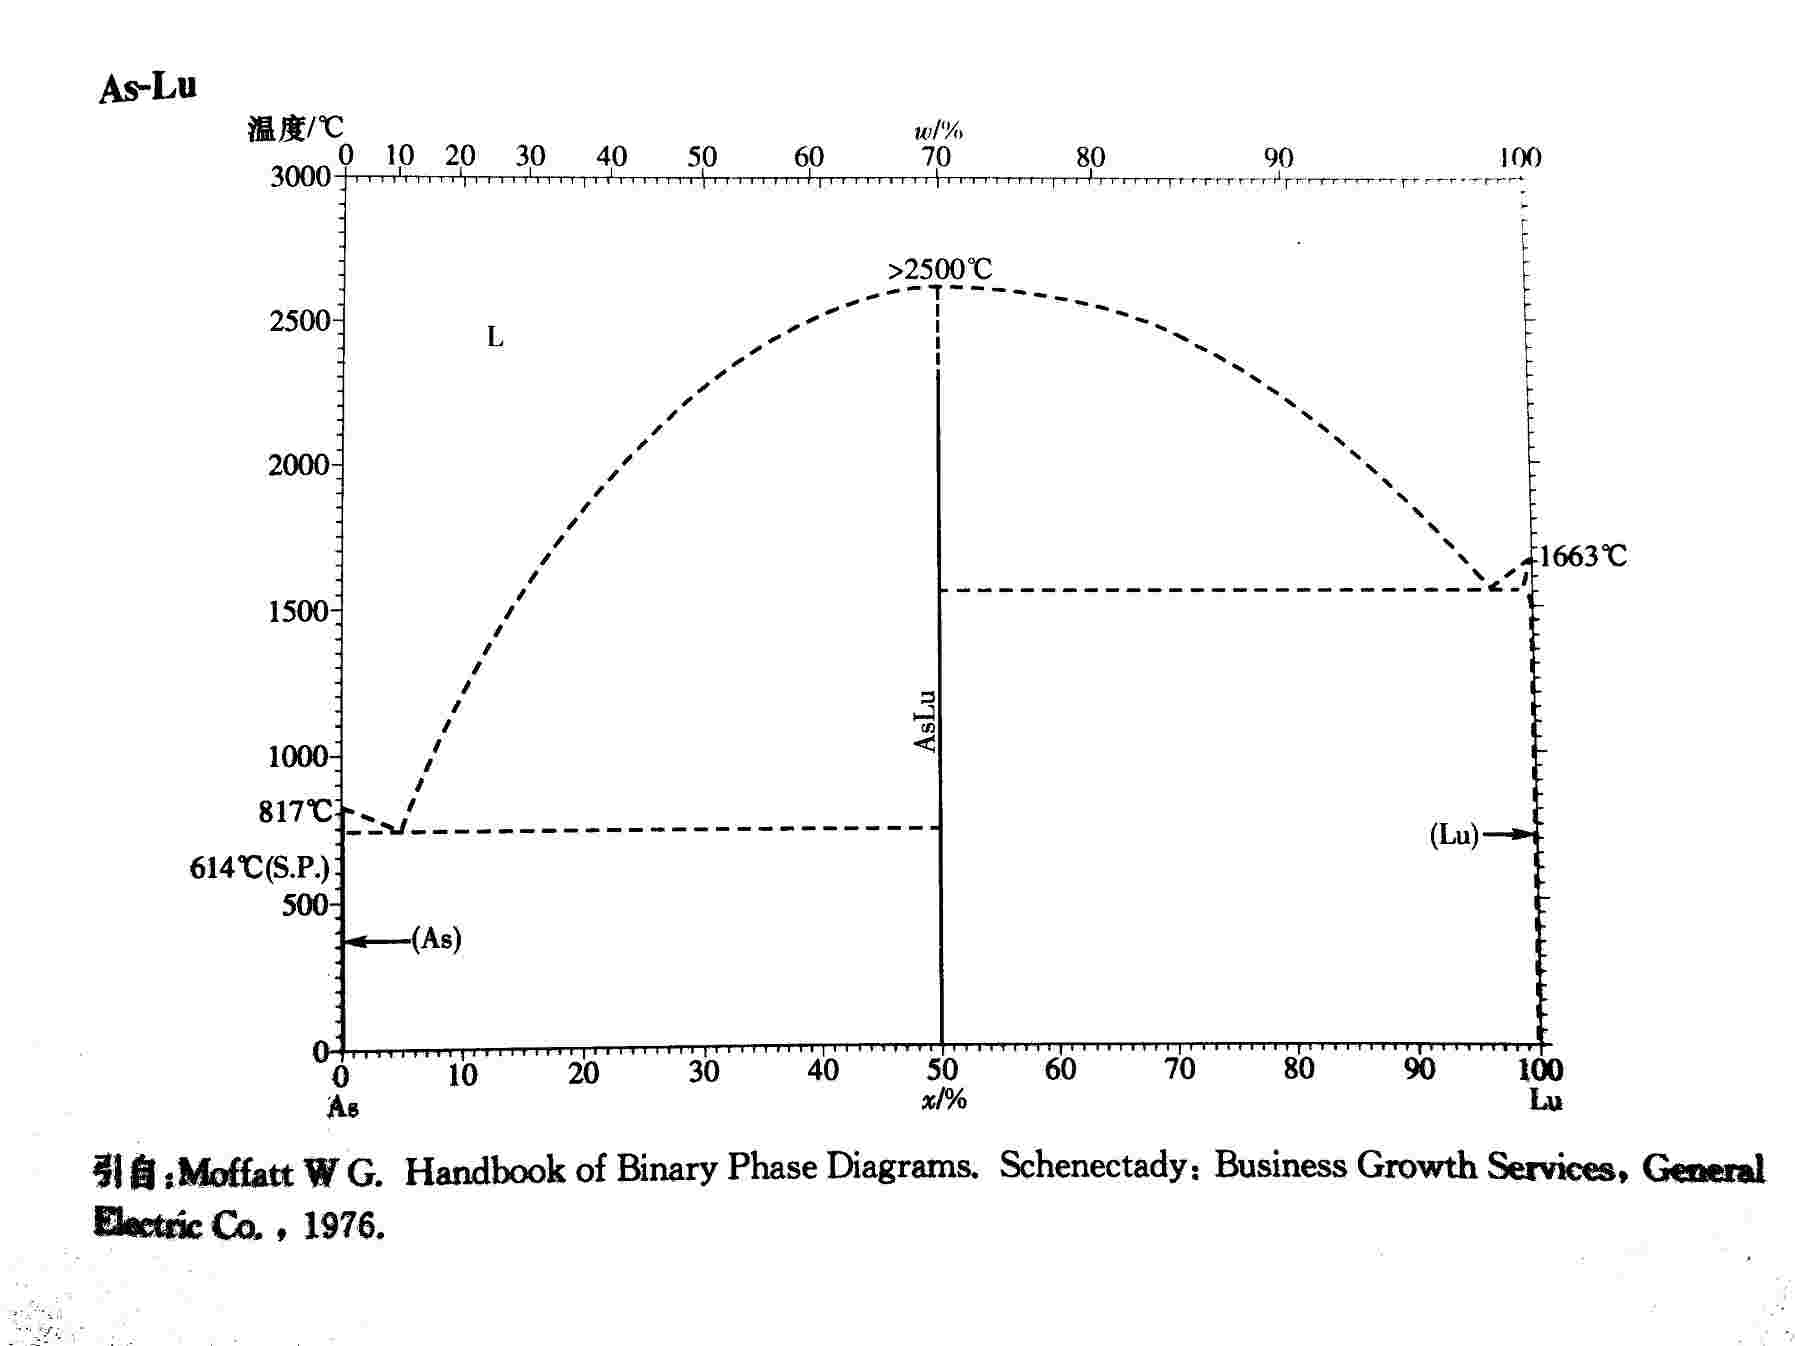 As-Lu
温度/℃
w/%
0 10 20 30 40 50 60 70 80 90 100
3000
>2500℃
2500
L
2000
1663℃
1500
AsLu
1000
817℃
(Lu)
614℃(S.P.)
500
(As)
0
0 10 20 30 40 50 60 70 80 90 100
As x/% Lu
引自:Moffatt W G. Handbook of Binary Phase Diagrams. Schenectady: Business Growth Services, General
Electric Co. , 1976.